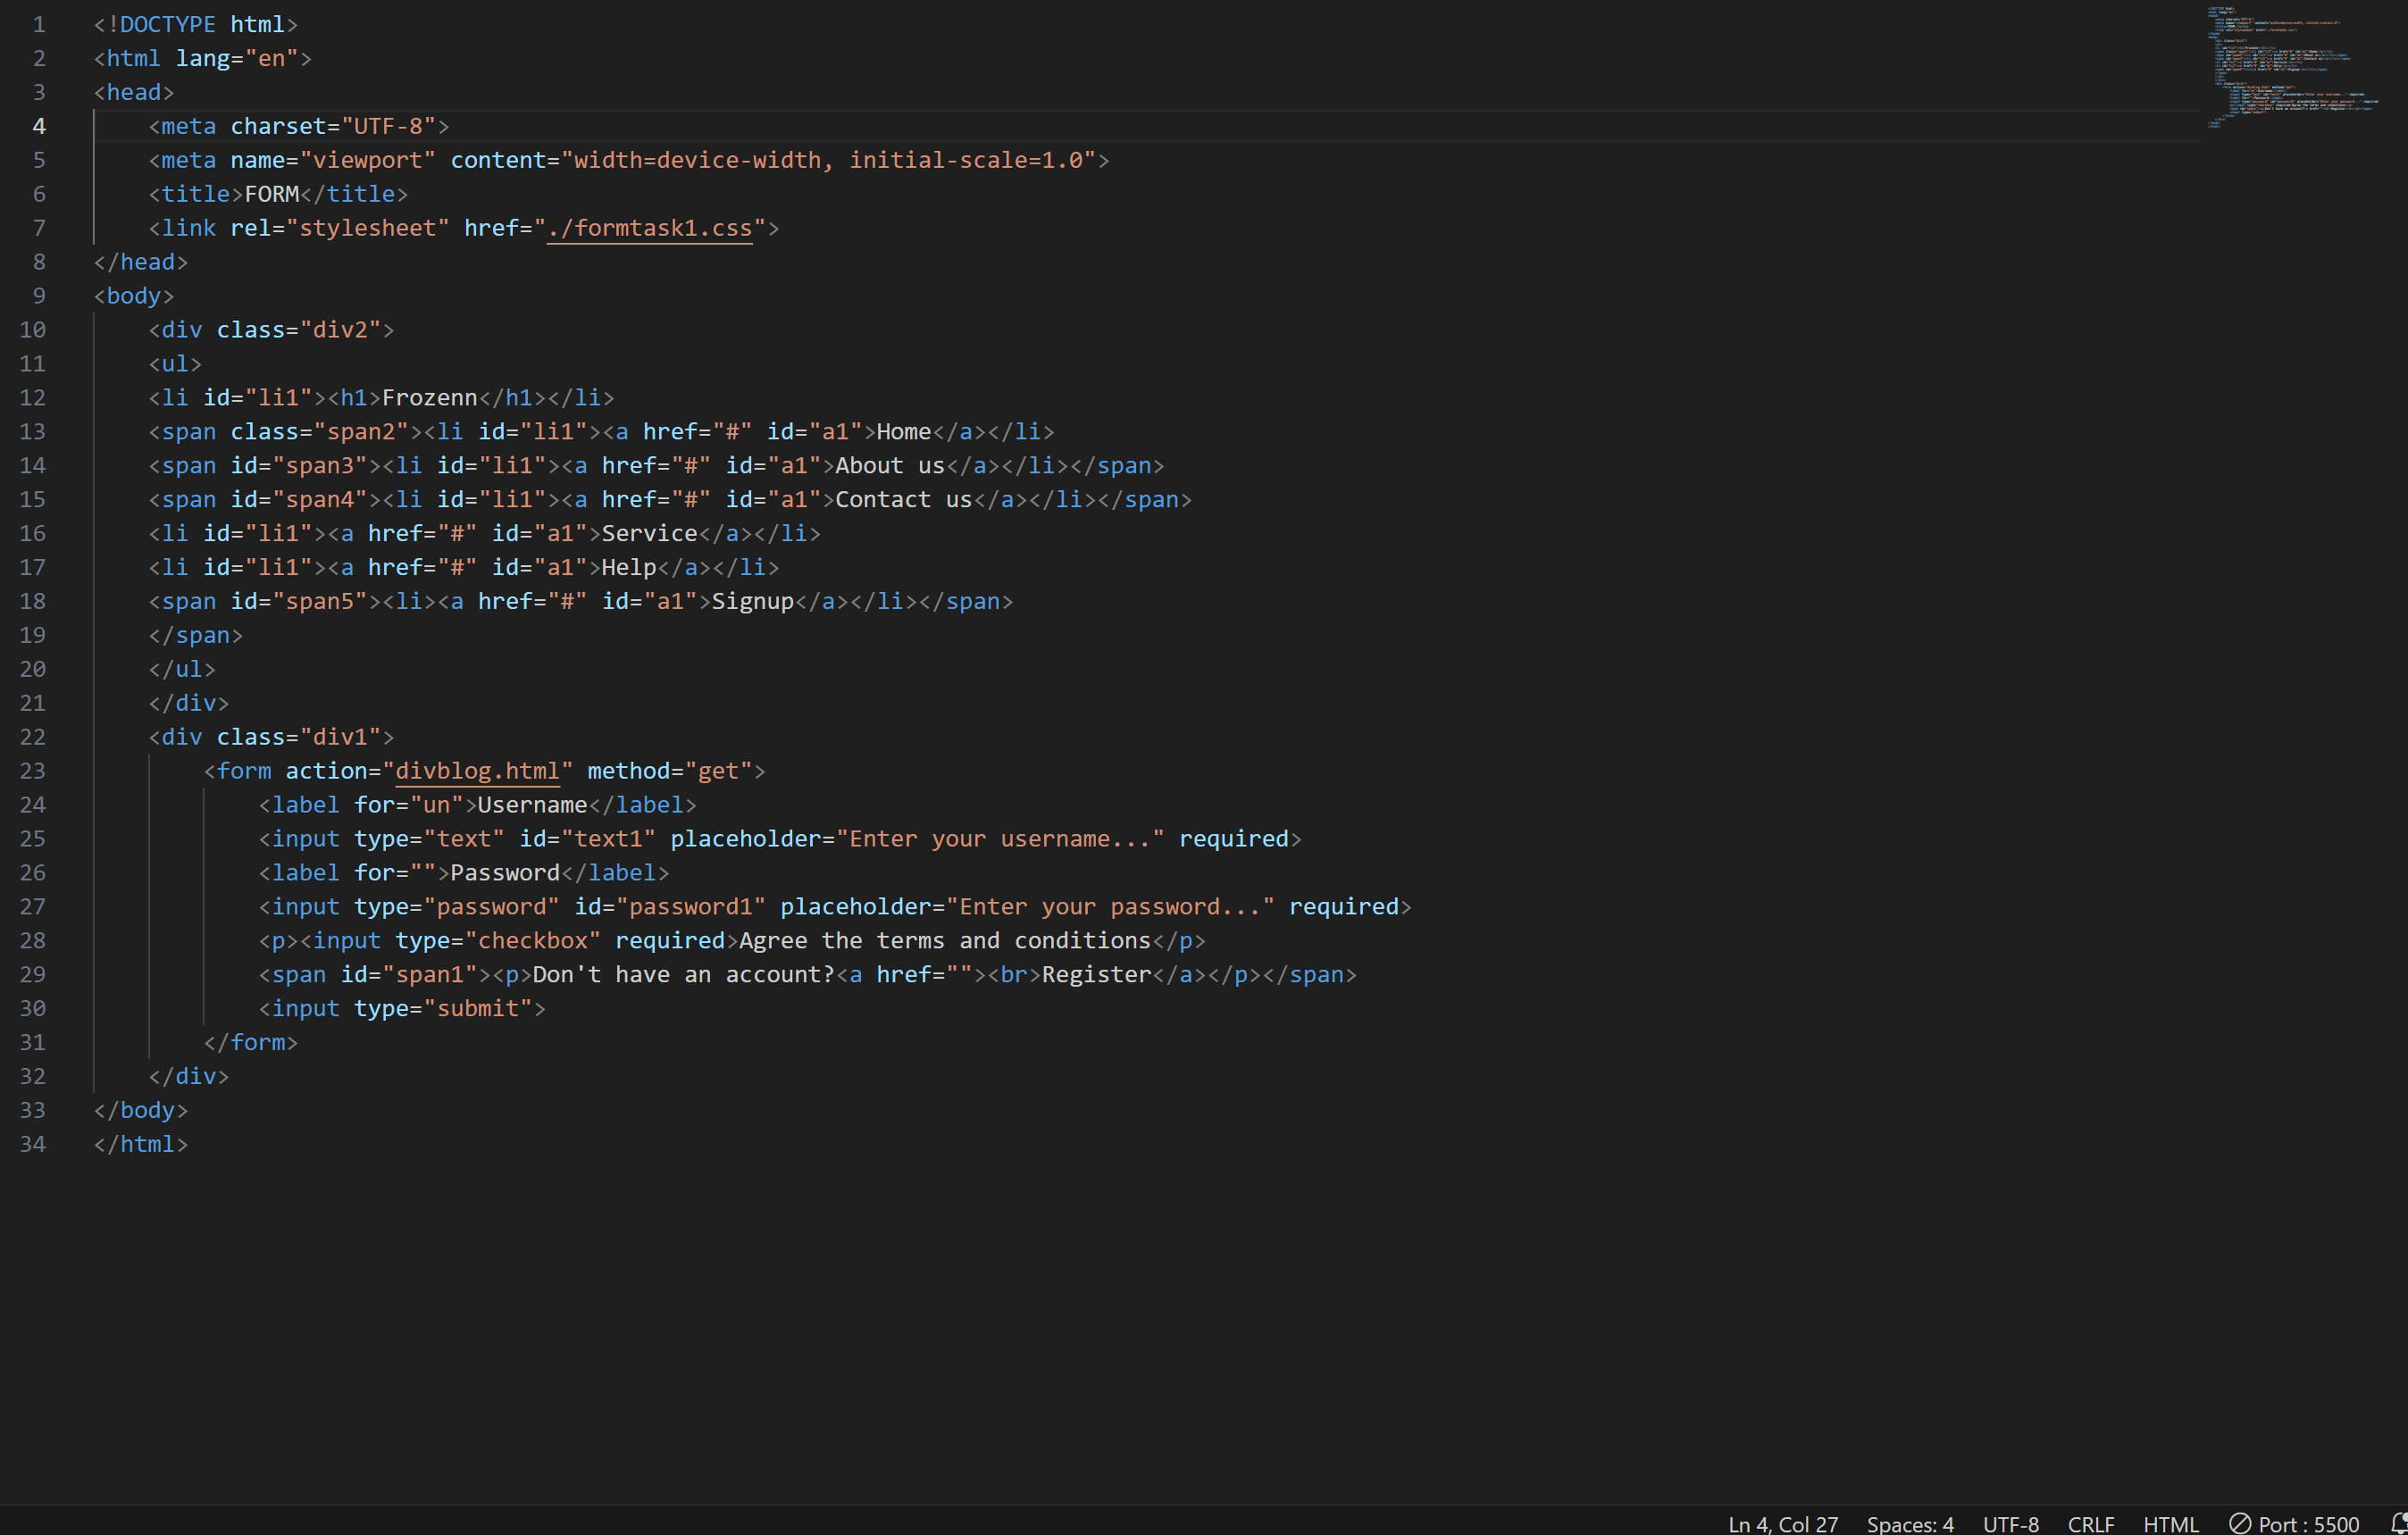 1 <!DOCTYPE html>
2 <html lang="en">
3 <head>
4     <meta charset="UTF-8">
5     <meta name="viewport" content="width=device-width, initial-scale=1.0">
6     <title>FORM</title>
7     <link rel="stylesheet" href="./formtask1.css">
8 </head>
9 <body>
10     <div class="div2">
11     <ul>
12     <li id="li1"><h1>Frozenn</h1></li>
13     <span class="span2"><li id="li1"><a href="#" id="a1">Home</a></li>
14     <span id="span3"><li id="li1"><a href="#" id="a1">About us</a></li></span>
15     <span id="span4"><li id="li1"><a href="#" id="a1">Contact us</a></li></span>
16     <li id="li1"><a href="#" id="a1">Service</a></li>
17     <li id="li1"><a href="#" id="a1">Help</a></li>
18     <span id="span5"><li><a href="#" id="a1">Signup</a></li></span>
19     </span>
20     </ul>
21     </div>
22     <div class="div1">
23         <form action="divblog.html" method="get">
24             <label for="un">Username</label>
25             <input type="text" id="text1" placeholder="Enter your username..." required>
26             <label for="">Password</label>
27             <input type="password" id="password1" placeholder="Enter your password..." required>
28             <p><input type="checkbox" required>Agree the terms and conditions</p>
29             <span id="span1"><p>Don't have an account?<a href=""><br>Register</a></p></span>
30             <input type="submit">
31         </form>
32     </div>
33 </body>
34 </html>
Ln 4, Col 27 Spaces: 4 UTF-8 CRLF HTML Port : 5500